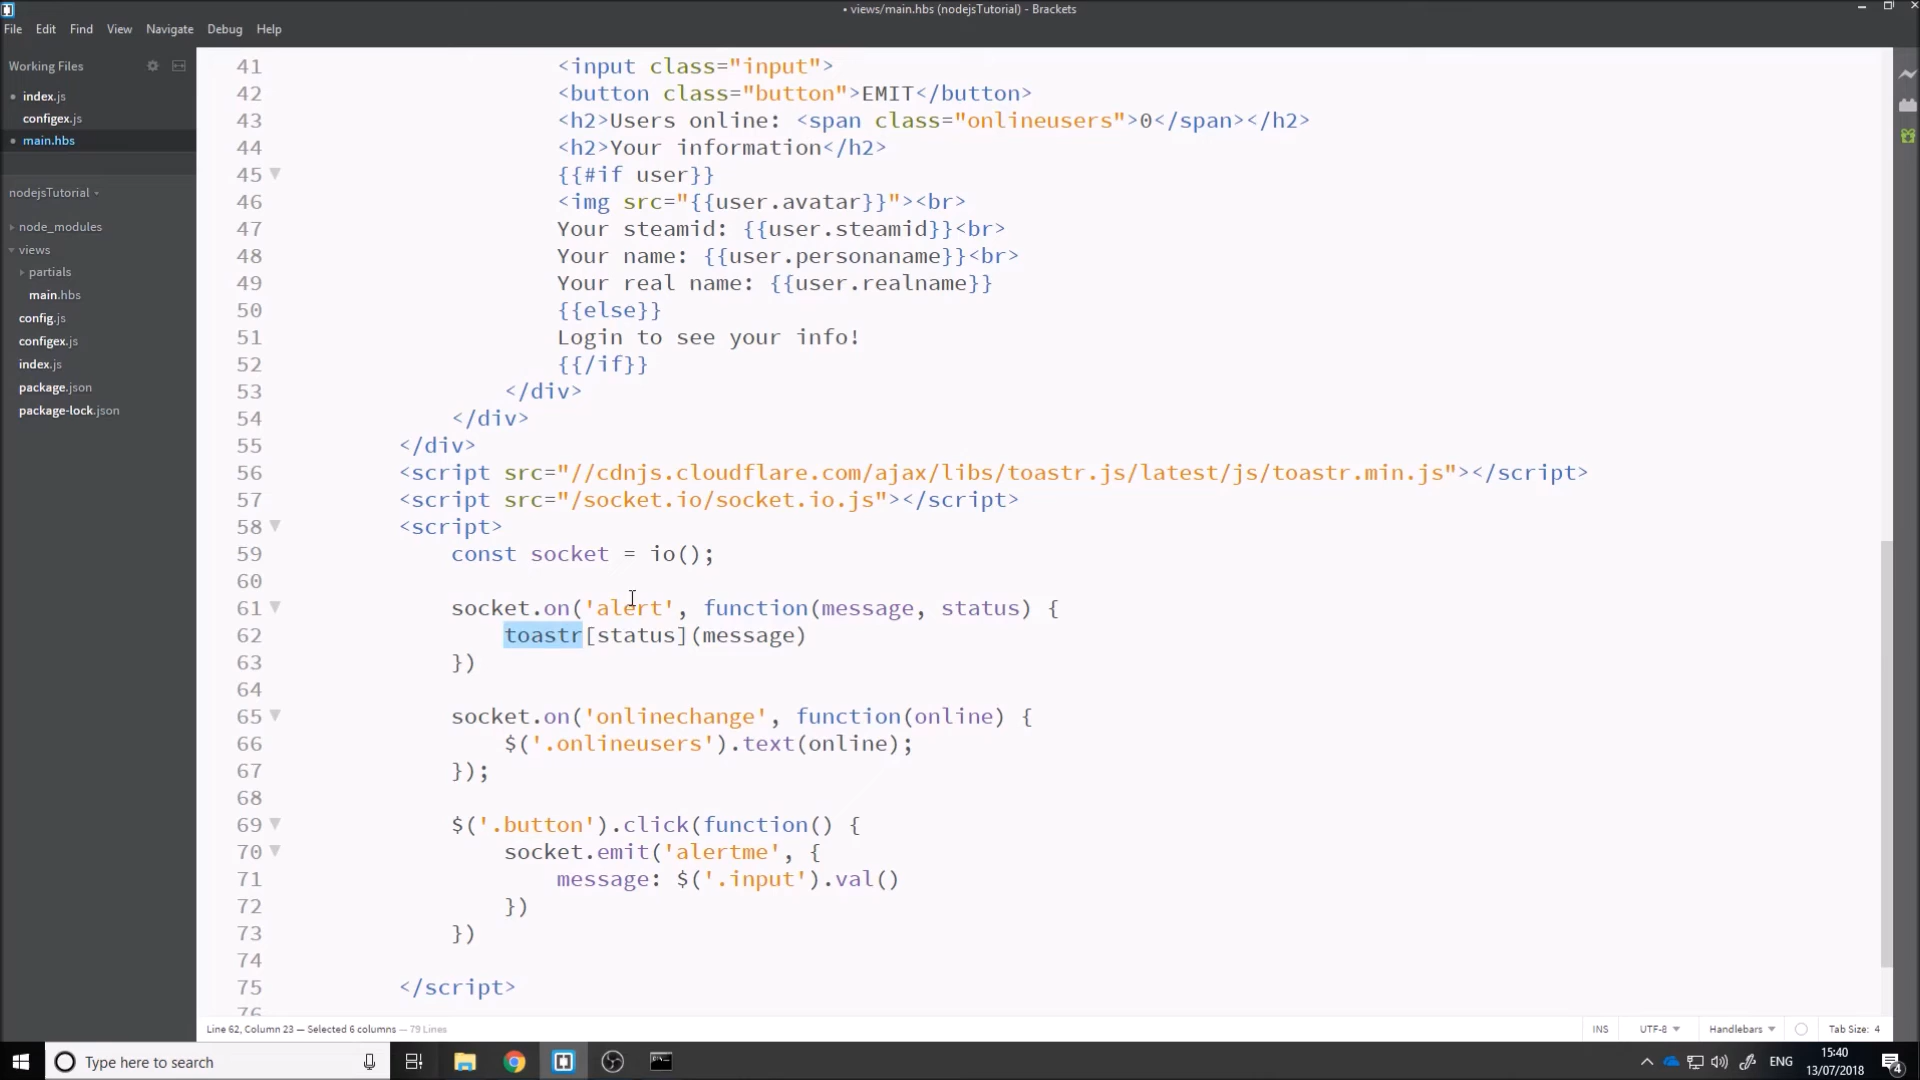 • views/main.hbs (nodejsTutorial) - Brackets
File Edit Find View Navigate Debug Help
Working Files
index.js
configex.js
main.hbs
nodejsTutorial
node_modules
views
partials
main.hbs
config.js
configex.js
index.js
package.json
package-lock.json
41 <input class="input">
42 <button class="button">EMIT</button>
43 <h2>Users online: <span class="onlineusers">0</span></h2>
44 <h2>Your information</h2>
45 {{#if user}}
46 <img src="{{user.avatar}}"><br>
47 Your steamid: {{user.steamid}}<br>
48 Your name: {{user.personaname}}<br>
49 Your real name: {{user.realname}}
50 {{else}}
51 Login to see your info!
52 {{/if}}
53 </div>
54 </div>
55 </div>
56 <script src="//cdnjs.cloudflare.com/ajax/libs/toastr.js/latest/js/toastr.min.js"></script>
57 <script src="/socket.io/socket.io.js"></script>
58 <script>
59 const socket = io();
60
61 socket.on('alert', function(message, status) {
62 toastr[status](message)
63 })
64
65 socket.on('onlinechange', function(online) {
66 $('.onlineusers').text(online);
67 });
68
69 $('.button').click(function() {
70 socket.emit('alertme', {
71 message: $('.input').val()
72 })
73 })
74
75 </script>
76
Line 62, Column 23 — Selected 6 columns — 79 Lines
INS UTF-8 Handlebars Tab Size: 4
Type here to search
ENG
15:40
13/07/2018
4